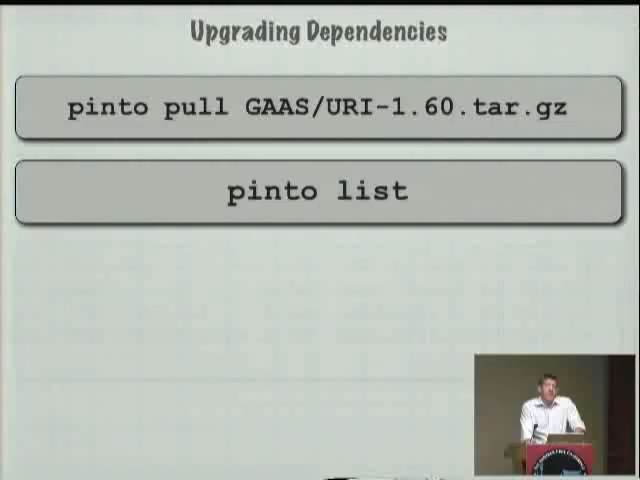 Upgrading Dependencies
pinto pull GAAS/URI-1.60.tar.gz
pinto list